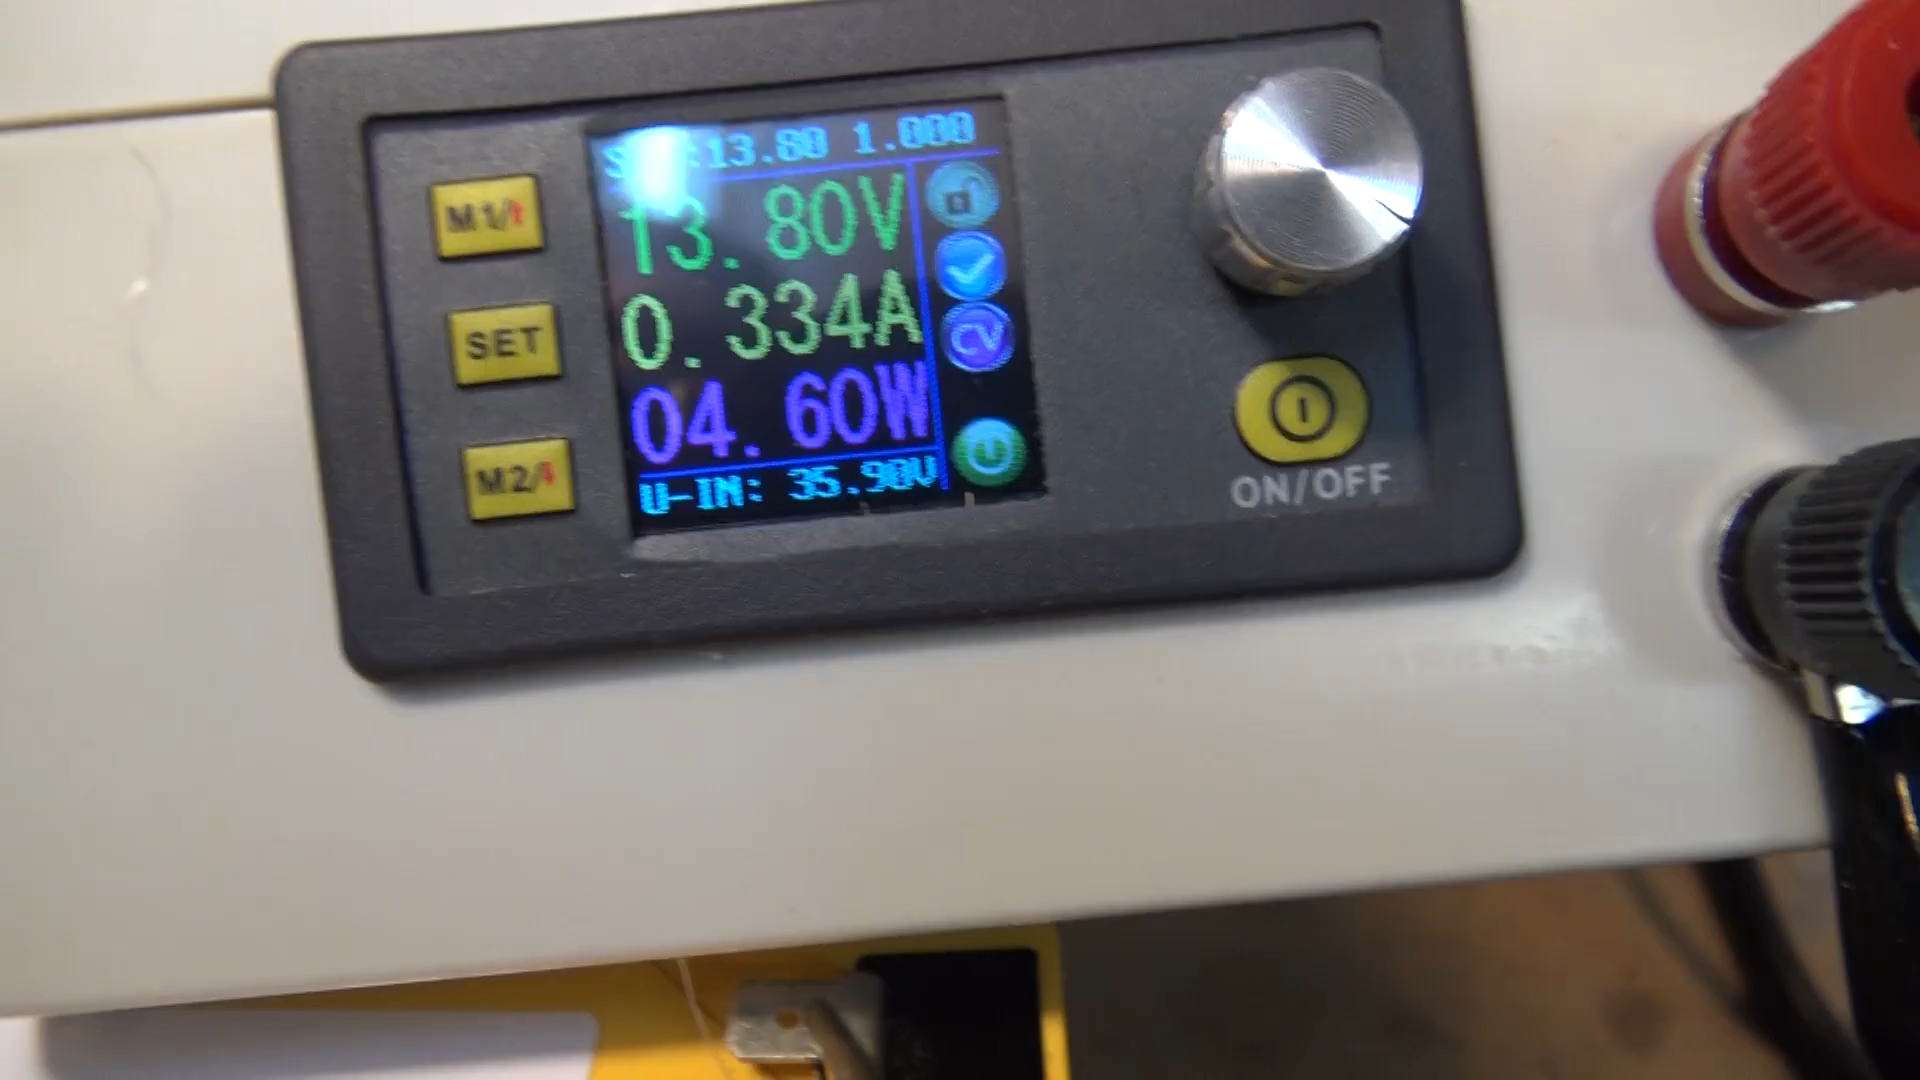 SET:13.80 1.000
13.80V
0.334A
04.60W
U-IN: 35.90V
CV
M1/
SET
M2/
ON/OFF